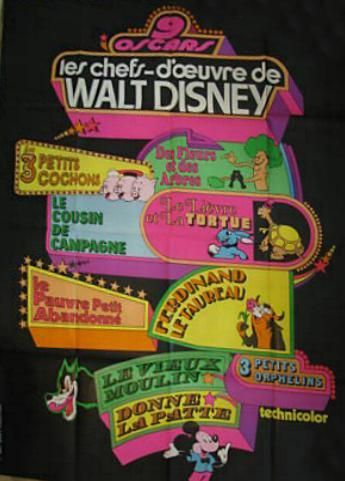 9
OSCARS
les chefs-d'œuvre de
WALT DISNEY
les
3 PETITS
COCHONS
Des Fleurs
et des
Arbres
LE
COUSIN
DE
CAMPAGNE
Le Lièvre
et La TORTUE
le
Pauvre Petit
Abandonné
FERDINAND
LE TAUREAU
LE VIEUX
MOULIN
3 PETITS
ORPHELINS
DONNE
LA PATTE
technicolor